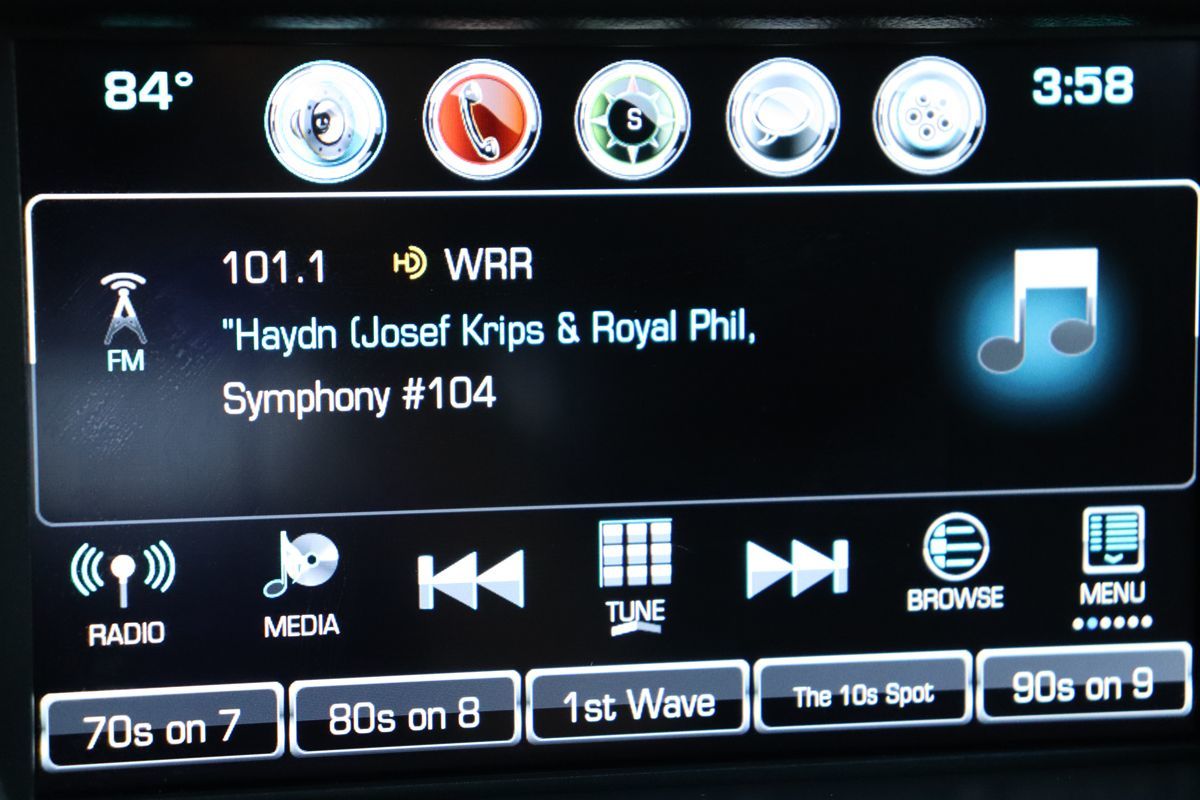 84° S 3:58
101.1 HD WRR
"Haydn (Josef Krips & Royal Phil,
Symphony #104
FM
RADIO MEDIA TUNE BROWSE MENU
70s on 7 80s on 8 1st Wave The 10s Spot 90s on 9